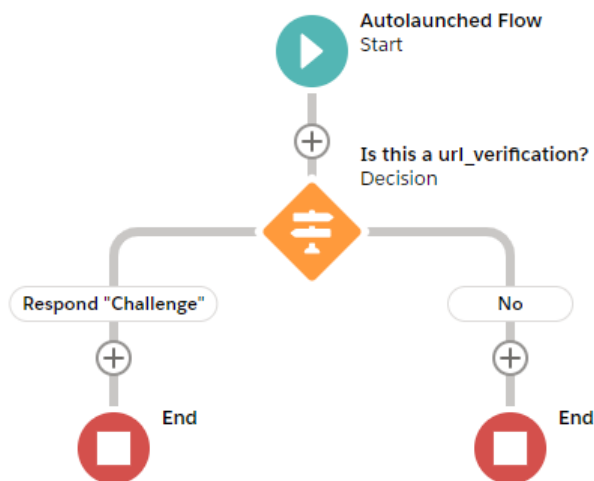 Autolaunched Flow
Start
Is this a url_verification?
Decision
Respond "Challenge"
No
End
End